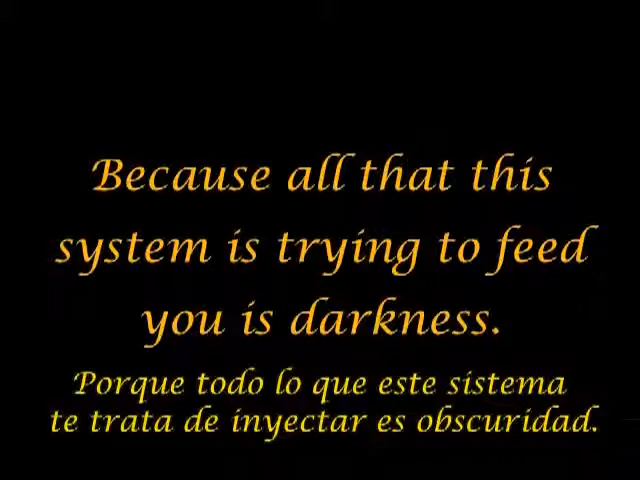 Because all that this
system is trying to feed
you is darkness.
Porque todo lo que este sistema
te trata de inyectar es obscuridad.